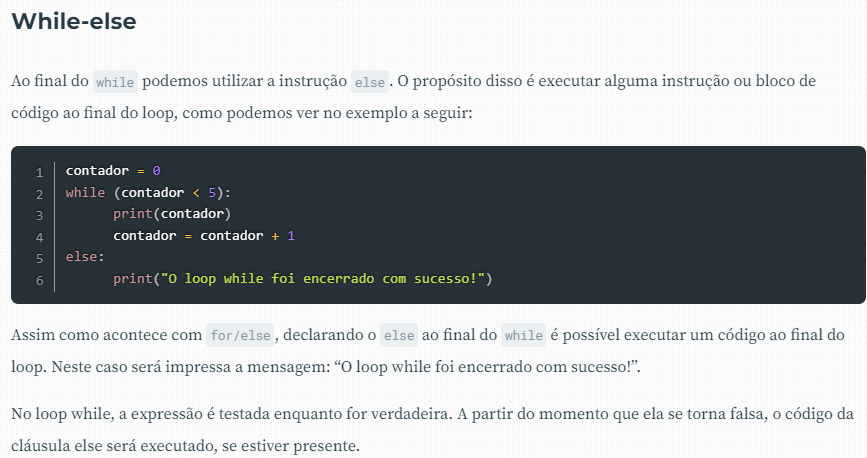 While-else
Ao final do while podemos utilizar a instrução else. O propósito disso é executar alguma instrução ou bloco de
código ao final do loop, como podemos ver no exemplo a seguir:
1 contador = 0
2 while (contador < 5):
3       print(contador)
4       contador = contador + 1
5 else:
6       print("O loop while foi encerrado com sucesso!")
Assim como acontece com for/else, declarando o else ao final do while é possível executar um código ao final do
loop. Neste caso será impressa a mensagem: “O loop while foi encerrado com sucesso!”.
No loop while, a expressão é testada enquanto for verdadeira. A partir do momento que ela se torna falsa, o código da
cláusula else será executado, se estiver presente.